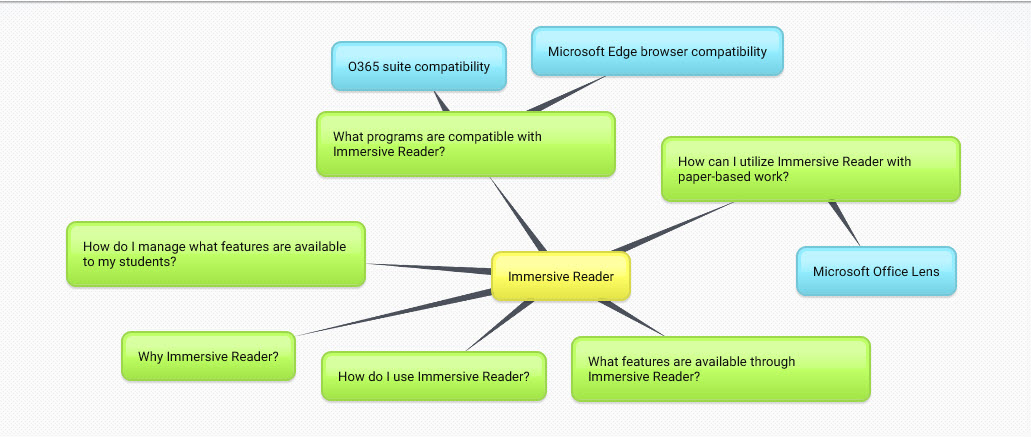 Microsoft Edge browser compatibility
O365 suite compatibility
What programs are compatible with
Immersive Reader?
How can I utilize Immersive Reader with
paper-based work?
How do I manage what features are available
to my students?
Immersive Reader
Microsoft Office Lens
Why Immersive Reader?
How do I use Immersive Reader?
What features are available through
Immersive Reader?